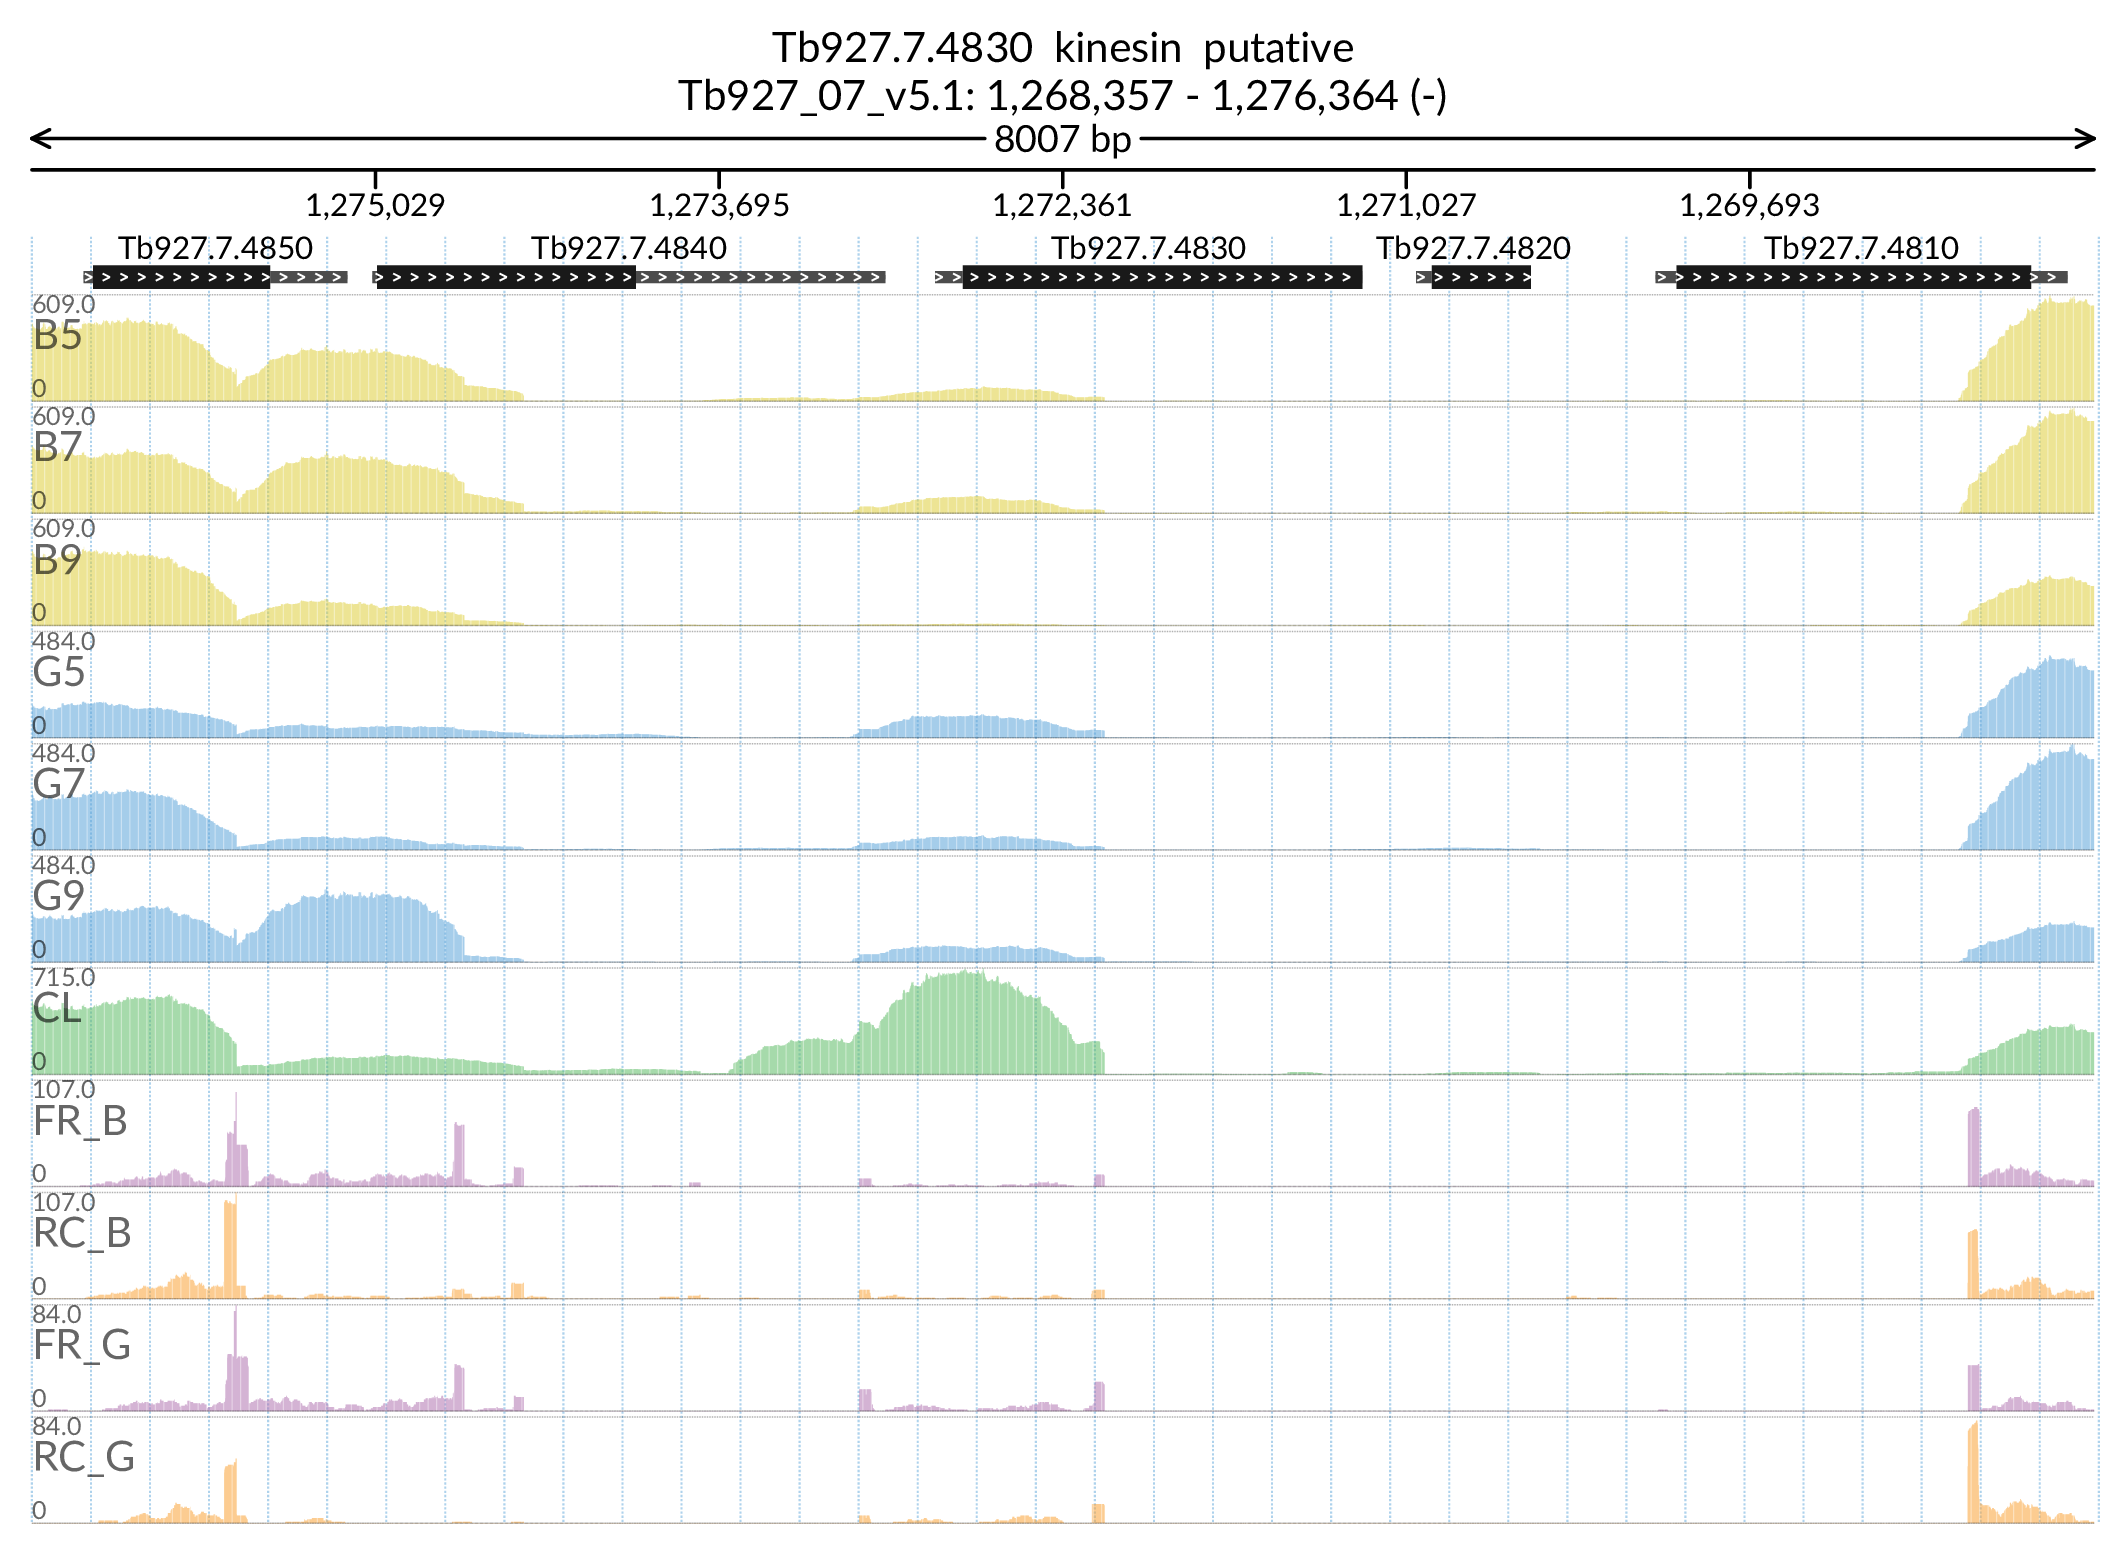 Tb927.7.4830 kinesin putative
Tb927_07_v5.1: 1,268,357 - 1,276,364 (-)
8007 bp
1,275,029 1,273,695 1,272,361 1,271,027 1,269,693
Tb927.7.4850 Tb927.7.4840 Tb927.7.4830 Tb927.7.4820 Tb927.7.4810
609.0
B5
0
609.0
B7
0
609.0
B9
0
484.0
G5
0
484.0
G7
0
484.0
G9
0
715.0
CL
0
107.0
FR_B
0
107.0
RC_B
0
84.0
FR_G
0
84.0
RC_G
0